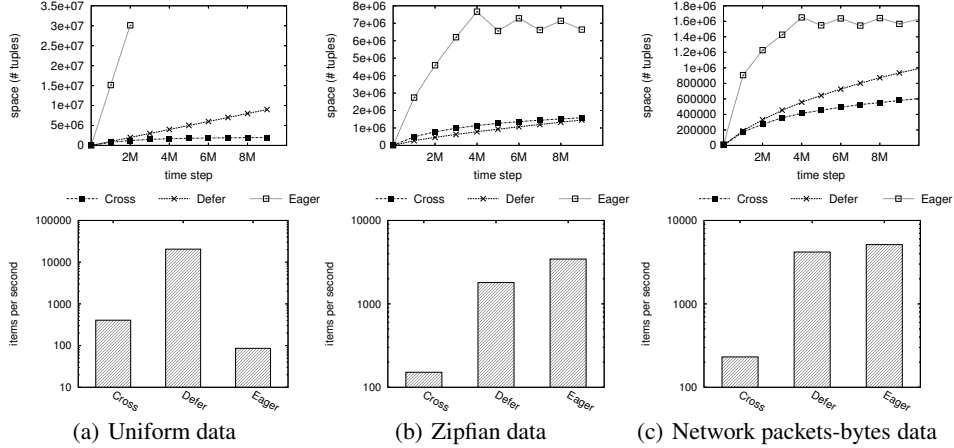 3.5e+07
3e+07
2.5e+07
2e+07
1.5e+07
1e+07
5e+06
0
space (# tuples)
2M 4M 6M 8M
time step
Cross Defer Eager
8e+06
7e+06
6e+06
5e+06
4e+06
3e+06
2e+06
1e+06
0
space (# tuples)
2M 4M 6M 8M
time step
Cross Defer Eager
1.8e+06
1.6e+06
1.4e+06
1.2e+06
1e+06
800000
600000
400000
200000
0
space (# tuples)
2M 4M 6M 8M
time step
Cross Defer Eager
100000
10000
1000
100
10
items per second
Cross Defer Eager
(a) Uniform data
10000
1000
100
items per second
Cross Defer Eager
(b) Zipfian data
10000
1000
100
items per second
Cross Defer Eager
(c) Network packets-bytes data